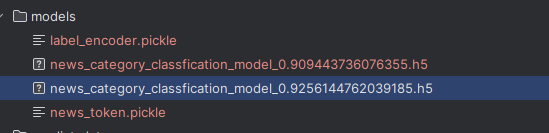 models
label_encoder.pickle
news_category_classfication_model_0.909443736076355.h5
news_category_classfication_model_0.9256144762039185.h5
news_token.pickle